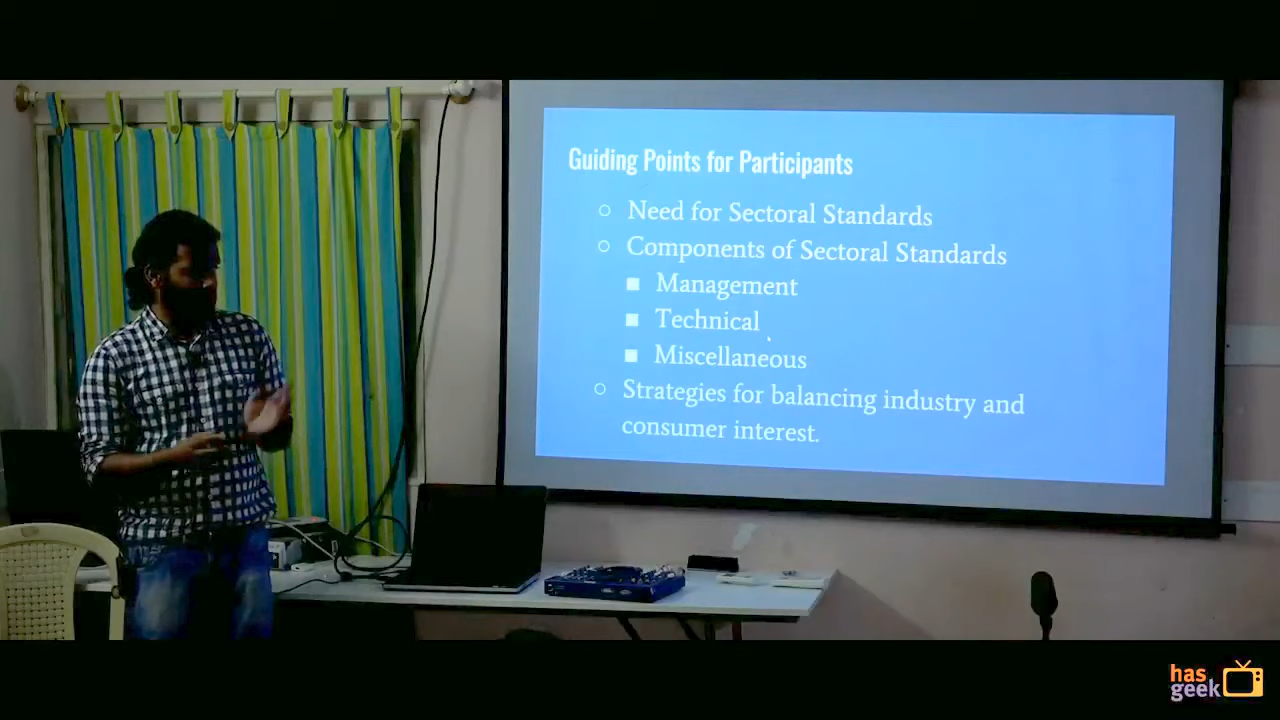 Guiding Points for Participants
Need for Sectoral Standards
Components of Sectoral Standards
Management
Technical
Miscellaneous
Strategies for balancing industry and
consumer interest.
has
geek